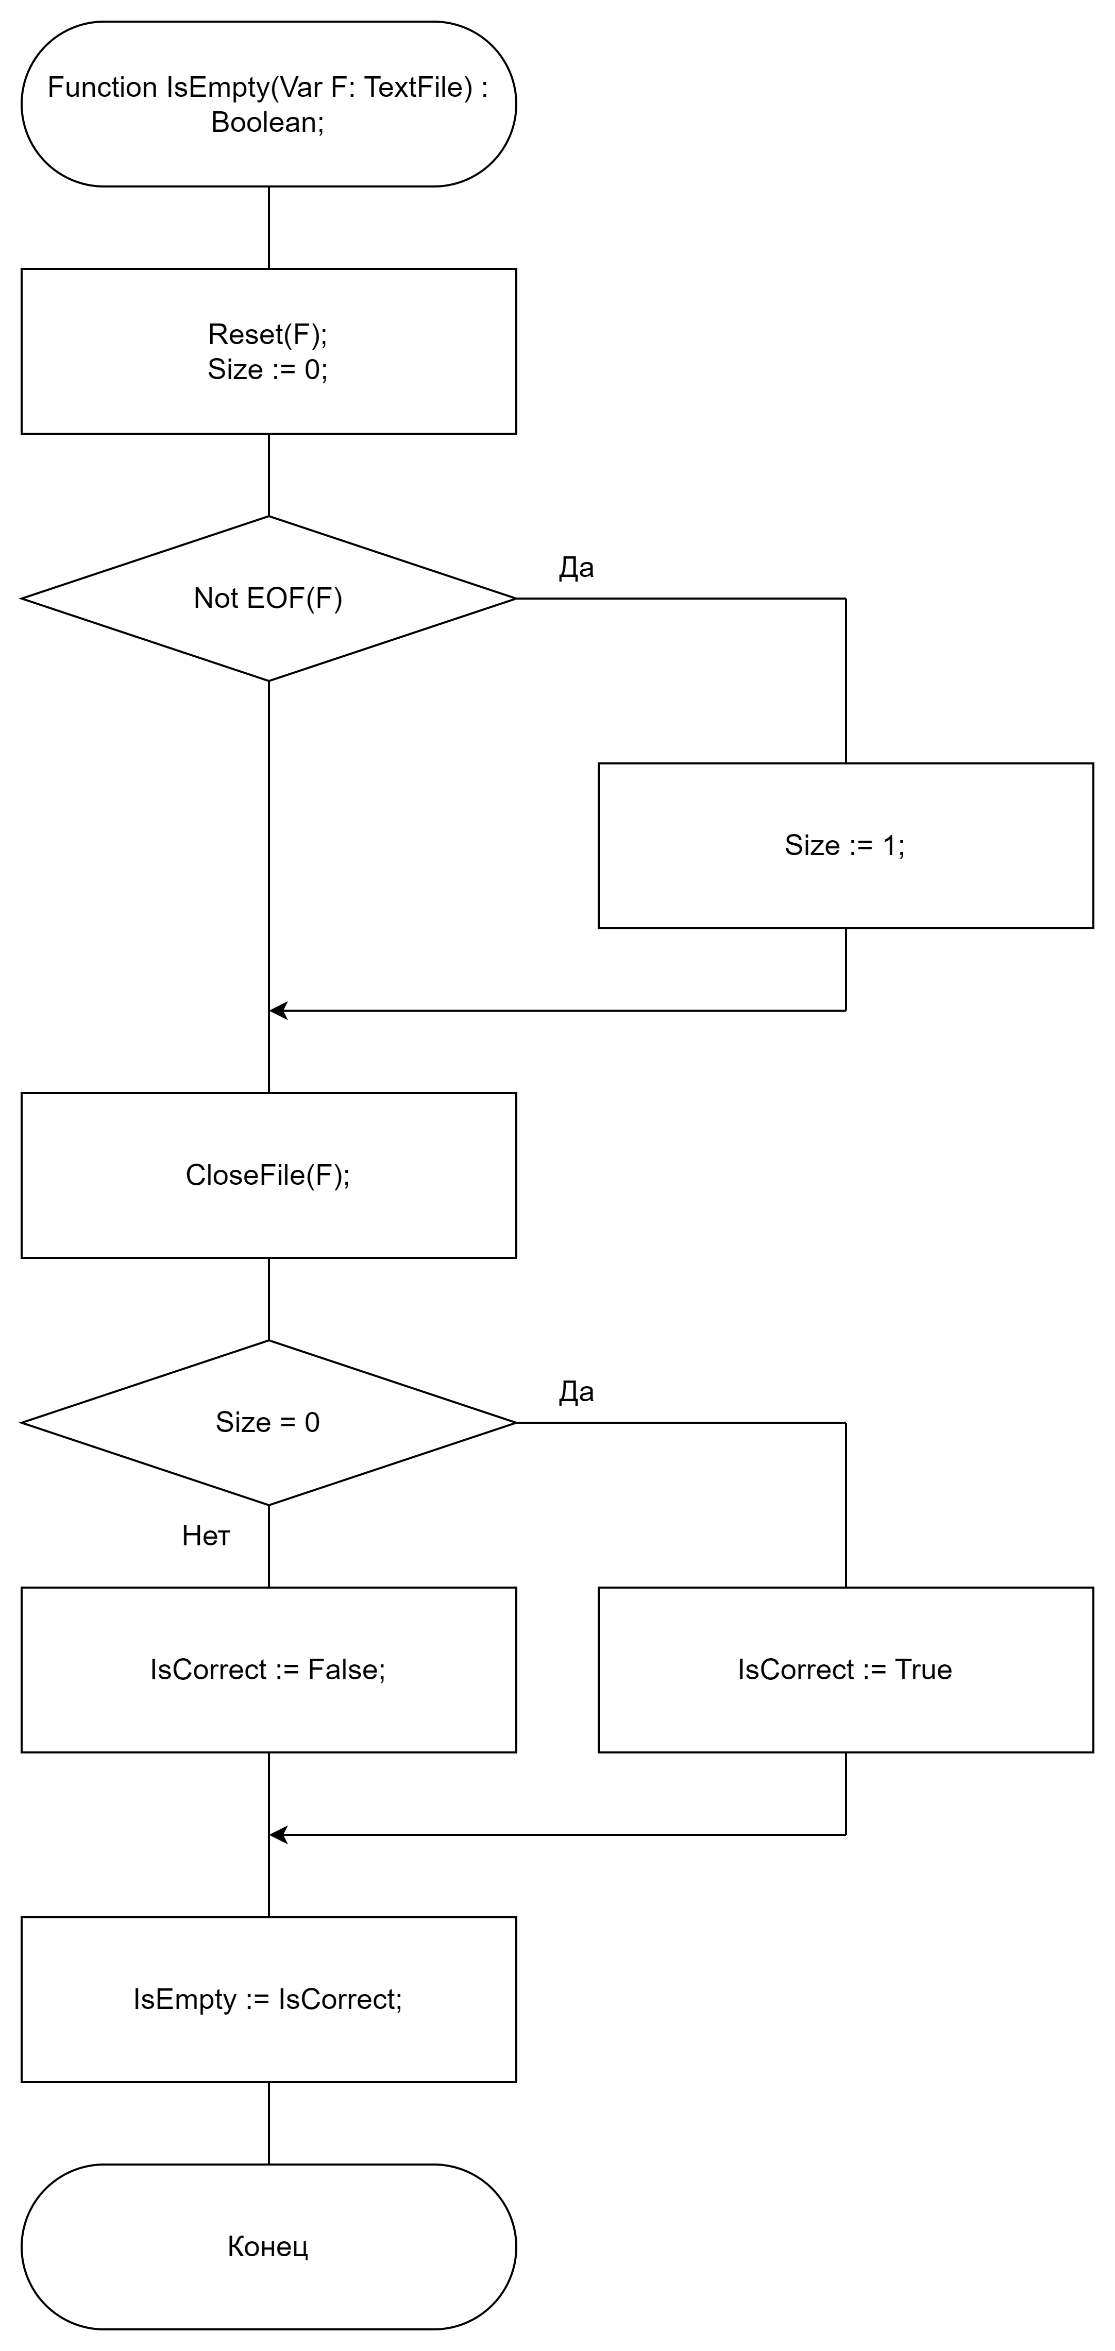 Function IsEmpty(Var F: TextFile) :
Boolean;
Reset(F);
Size := 0;
Not EOF(F)
Да
Size := 1;
CloseFile(F);
Size = 0
Да
Нет
IsCorrect := False;
IsCorrect := True
IsEmpty := IsCorrect;
Конец